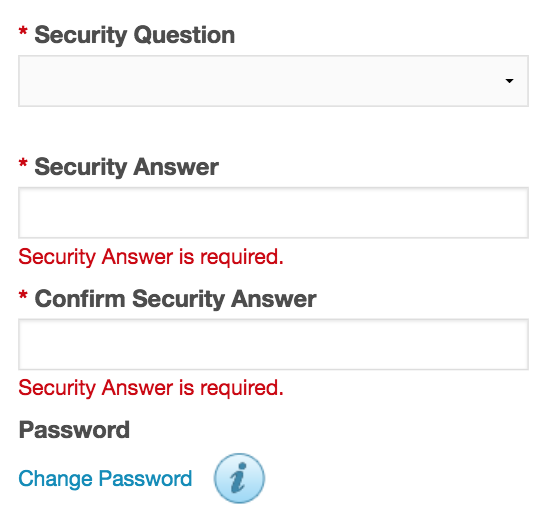 * Security Question
* Security Answer
Security Answer is required.
* Confirm Security Answer
Security Answer is required.
Password
Change Password i